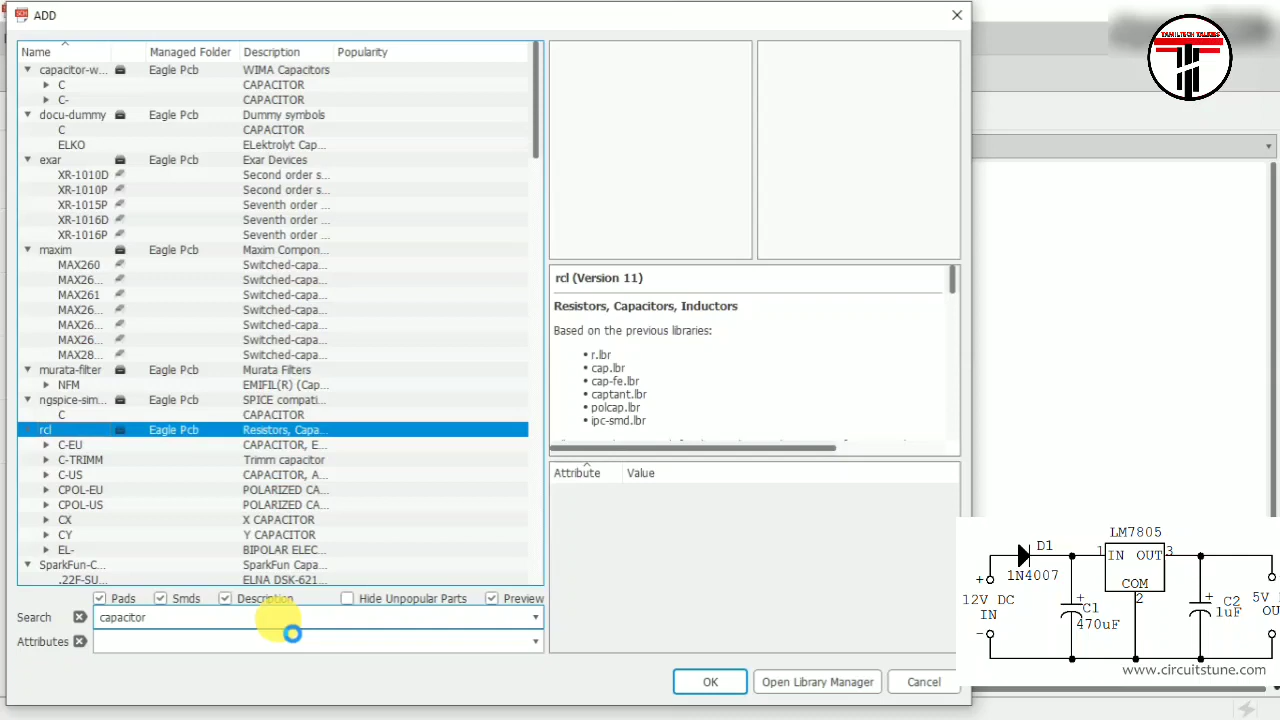 ADD
TAMILTECH TALKIES
Name Managed Folder Description Popularity
capacitor-w... Eagle Pcb WIMA Capacitors
C CAPACITOR
C- CAPACITOR
docu-dummy Eagle Pcb Dummy symbols
C CAPACITOR
ELKO ELektrolyt Cap...
exar Eagle Pcb Exar Devices
XR-1010D Second order s...
XR-1010P Second order s...
XR-1015P Seventh order ...
XR-1016D Seventh order ...
XR-1016P Seventh order ...
maxim Eagle Pcb Maxim Compon...
MAX260 Switched-capa...
MAX26... Switched-capa...
MAX261 Switched-capa...
MAX26... Switched-capa...
MAX26... Switched-capa...
MAX26... Switched-capa...
MAX28... Switched-capa...
murata-filter Eagle Pcb Murata Filters
NFM EMIFIL(R) (Cap...
ngspice-sim... Eagle Pcb SPICE compati...
C CAPACITOR
rcl Eagle Pcb Resistors, Capa...
C-EU CAPACITOR, E...
C-TRIMM Trimm capacitor
C-US CAPACITOR, A...
CPOL-EU POLARIZED CA...
CPOL-US POLARIZED CA...
CX X CAPACITOR
CY Y CAPACITOR
EL- BIPOLAR ELEC...
SparkFun-C... SparkFun Capa...
.22F-SU... ELNA DSK-621...
rcl (Version 11)
Resistors, Capacitors, Inductors
Based on the previous libraries:
• r.lbr
• cap.lbr
• cap-fe.lbr
• captant.lbr
• polcap.lbr
• ipc-smd.lbr
Attribute Value
Pads Smds Description Hide Unpopular Parts Preview
Search capacitor
Attributes
OK Open Library Manager Cancel
LM7805
D1
1 IN OUT 3
1N4007
COM
2
+
12V DC
IN
-
+
C1
470uF
+
C2
1uF
5V
OU
www.circuitstune.com